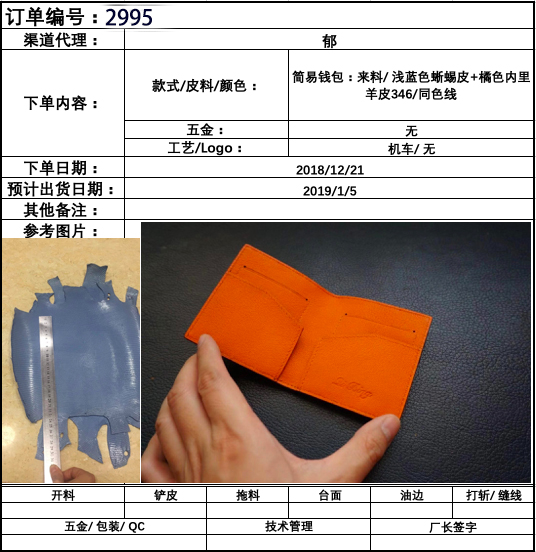 订单编号：2995
渠道代理：
郁
下单内容：
款式/皮料/颜色：
简易钱包：来料/ 浅蓝色蜥蜴皮+橘色内里
羊皮346/同色线
五金：
无
工艺/Logo：
机车/ 无
下单日期：
2018/12/21
预计出货日期：
2019/1/5
其他备注：
参考图片：
开料 铲皮 拖料 台面 油边 打斩/ 缝线
五金/ 包装/ QC 技术管理 厂长签字